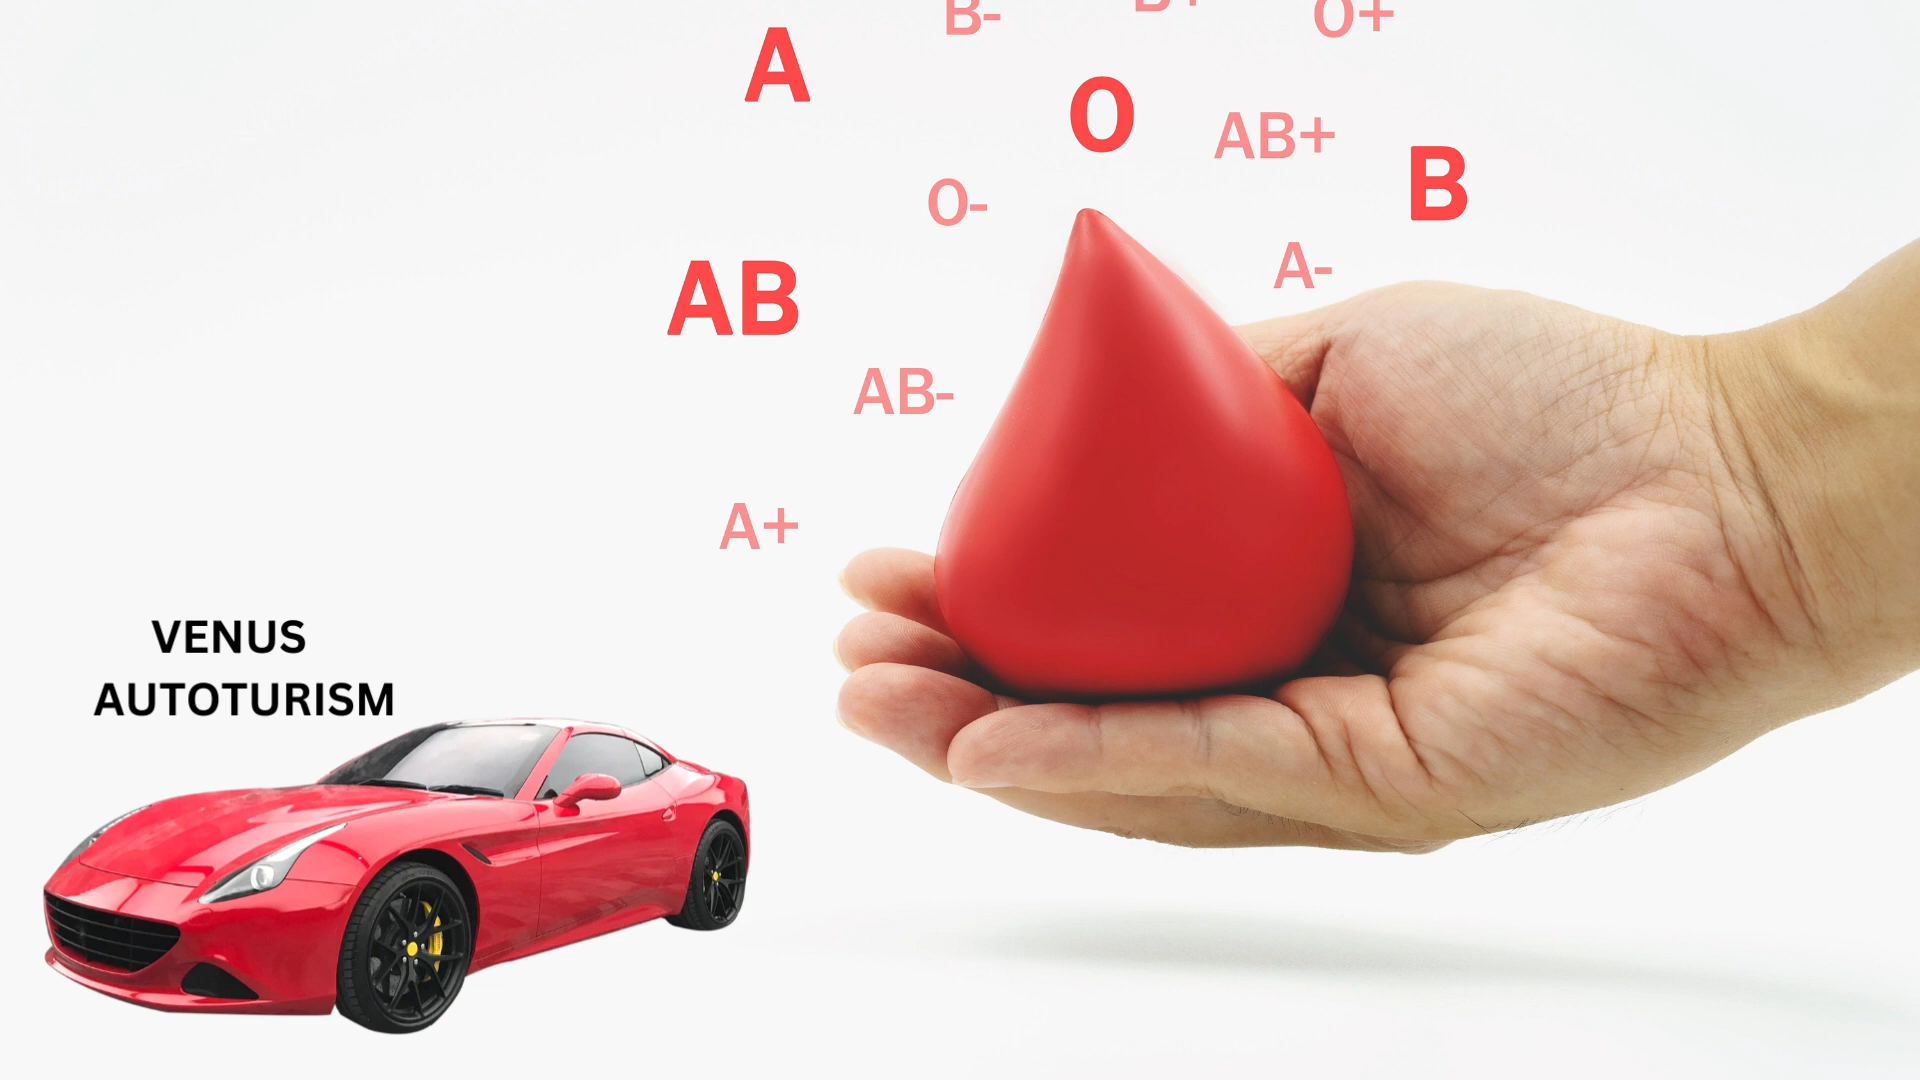 B-
B+
O+
A
O
AB+
B
O-
A-
AB
AB-
A+
VENUS
AUTOTURISM